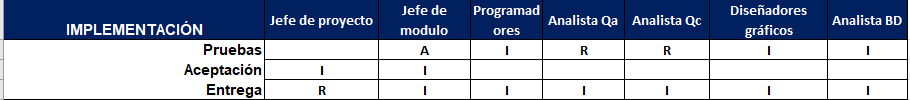 IMPLEMENTACIÓN Jefe de proyecto Jefe de modulo Programadores Analista Qa Analista Qc Diseñadores gráficos Analista BD
Pruebas A I R R I I
Aceptación I I
Entrega R I I I I I I